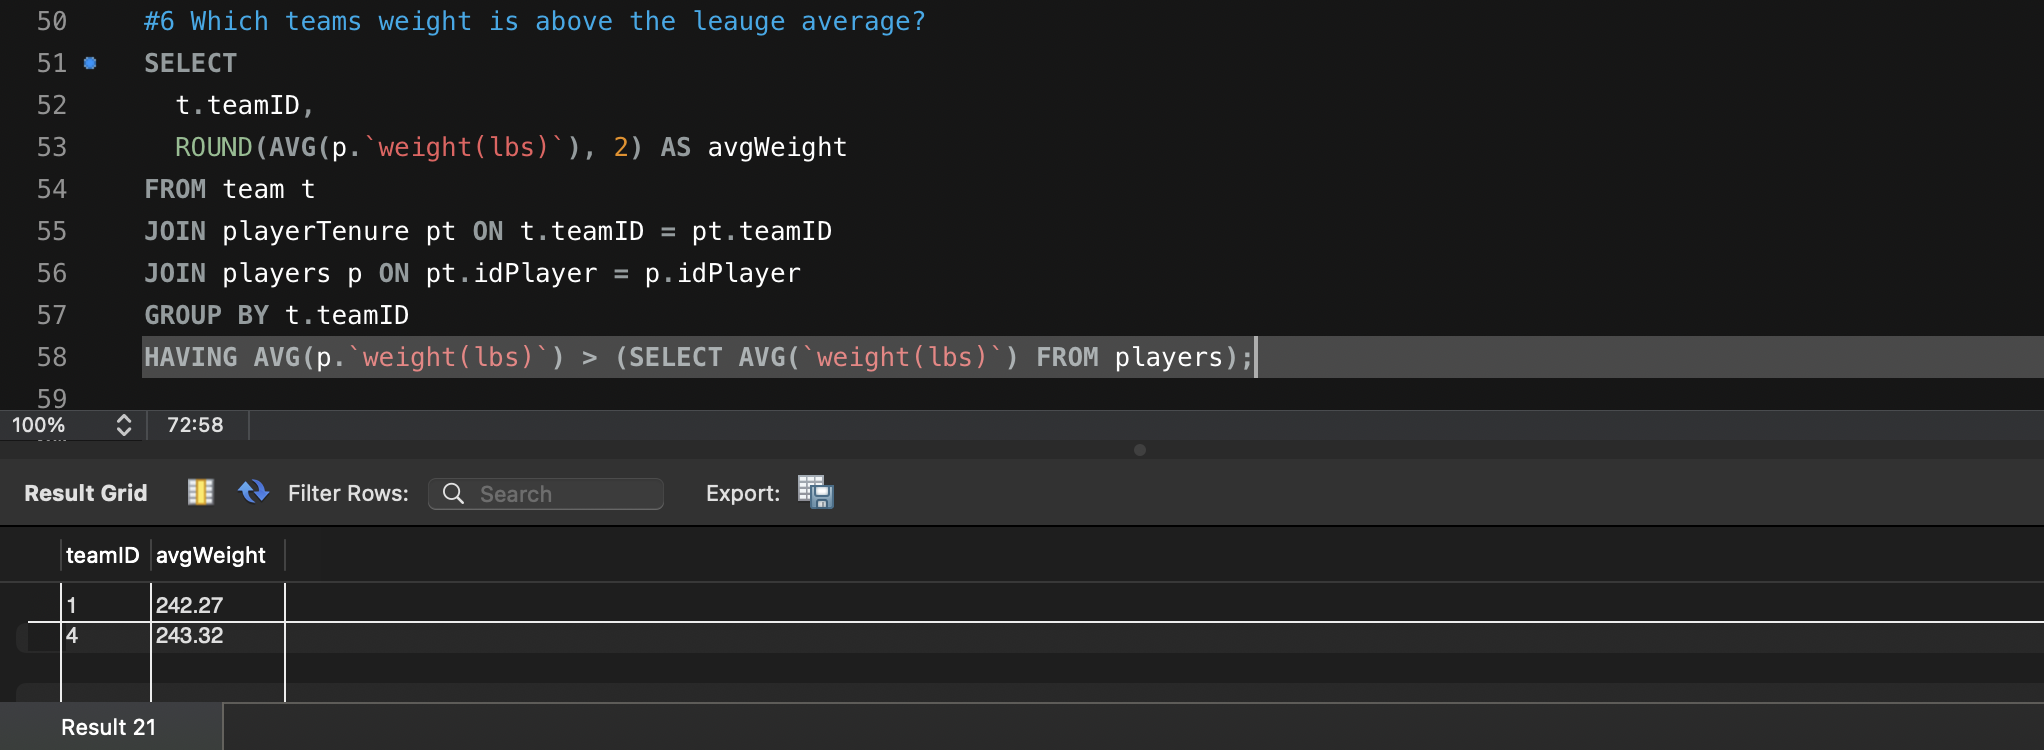 50 #6 Which teams weight is above the leauge average?
51 SELECT
52 t.teamID,
53 ROUND(AVG(p.`weight(lbs)`), 2) AS avgWeight
54 FROM team t
55 JOIN playerTenure pt ON t.teamID = pt.teamID
56 JOIN players p ON pt.idPlayer = p.idPlayer
57 GROUP BY t.teamID
58 HAVING AVG(p.`weight(lbs)`) > (SELECT AVG(`weight(lbs)`) FROM players);
59
100% 72:58
Result Grid Filter Rows: Search Export:
teamID avgWeight
1 242.27
4 243.32
Result 21